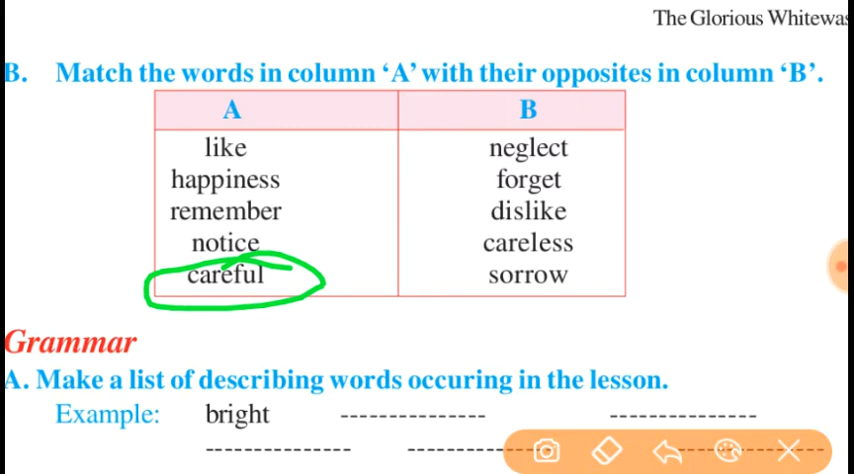 The Glorious Whitewas
B. Match the words in column ‘A’ with their opposites in column ‘B’.
A B
like neglect
happiness forget
remember dislike
notice careless
careful sorrow
Grammar
A. Make a list of describing words occuring in the lesson.
Example: bright --------------- ---------------